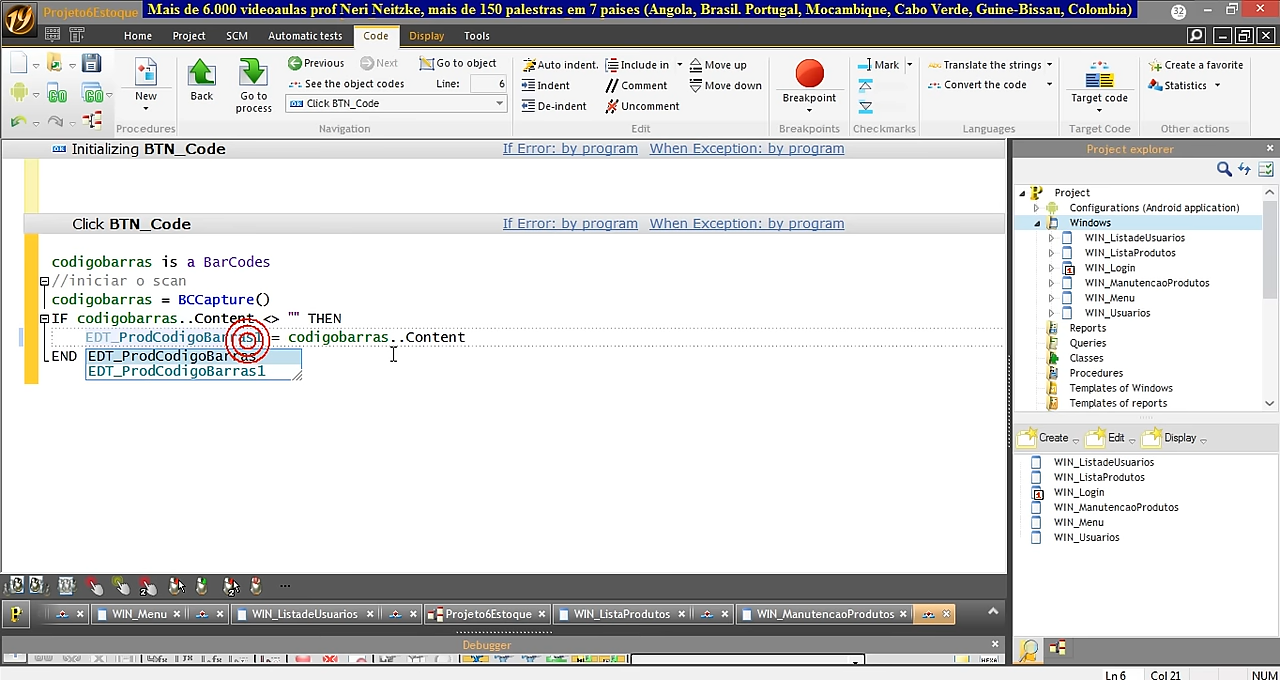 Projeto6Estoque
Mais de 6.000 videoaulas prof Neri Neitzke, mais de 150 palestras em 7 paises (Angola, Brasil. Portugal, Mocambique, Cabo Verde, Guine-Bissau, Colombia)
32
Home Project SCM Automatic tests Code Display Tools
New
Procedures
Back
Go to process
Previous Next Go to object
See the object codes Line: 6
Click BTN_Code
Navigation
Auto indent. Include in Move up
Indent Comment Move down
De-indent Uncomment
Edit
Breakpoint
Breakpoints
Mark
Checkmarks
Translate the strings
Convert the code
Languages
Target code
Target Code
Create a favorite
Statistics
Other actions
Initializing BTN_Code If Error: by program When Exception: by program
Click BTN_Code If Error: by program When Exception: by program
codigobarras is a BarCodes
//iniciar o scan
codigobarras = BCCapture()
IF codigobarras..Content <> "" THEN
EDT_ProdCodigoBarras1 = codigobarras..Content
END
EDT_ProdCodigoBarras
EDT_ProdCodigoBarras1
Project explorer
Project
Configurations (Android application)
Windows
WIN_ListadeUsuarios
WIN_ListaProdutos
WIN_Login
WIN_ManutencaoProdutos
WIN_Menu
WIN_Usuarios
Reports
Queries
Classes
Procedures
Templates of Windows
Templates of reports
Create Edit Display
WIN_ListadeUsuarios
WIN_ListaProdutos
WIN_Login
WIN_ManutencaoProdutos
WIN_Menu
WIN_Usuarios
WIN_Menu WIN_ListadeUsuarios Projeto6Estoque WIN_ListaProdutos WIN_ManutencaoProdutos
Debugger
Ln 6 Col 21 NUM